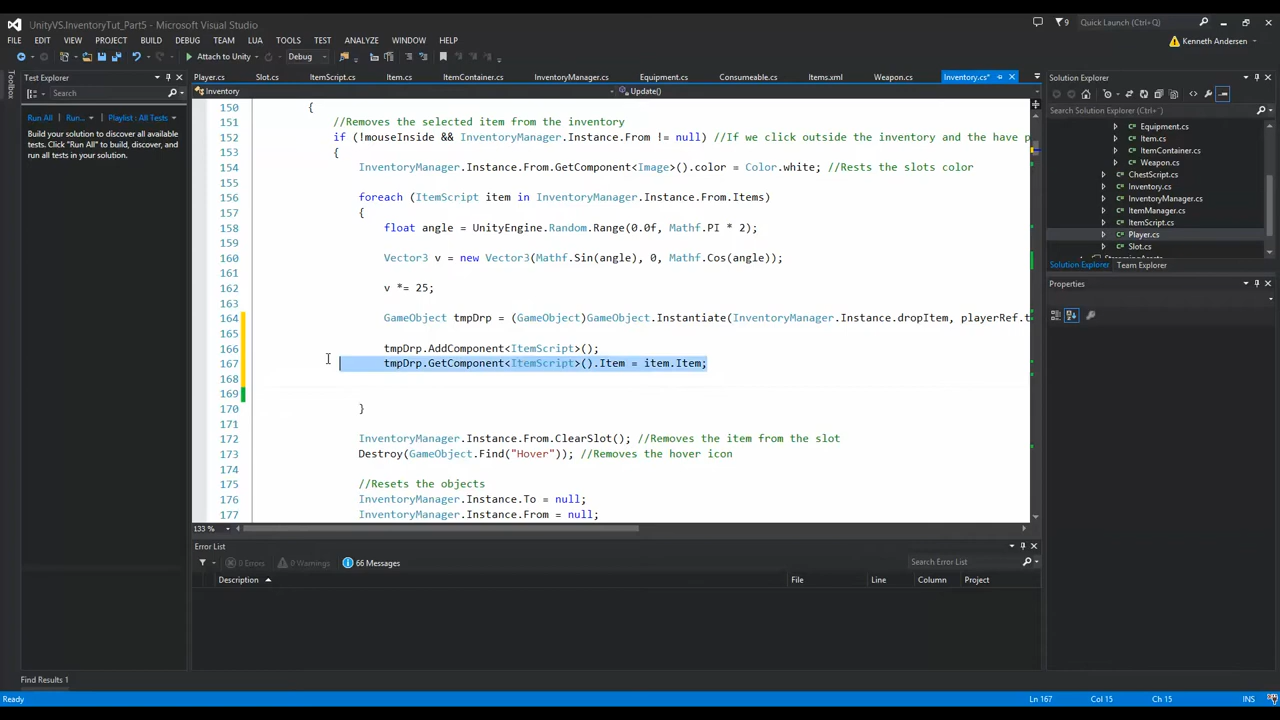 UnityVS.InventoryTut_Part5 - Microsoft Visual Studio
9
Quick Launch (Ctrl+Q)
FILE EDIT VIEW PROJECT BUILD DEBUG TEAM LUA TOOLS TEST ANALYZE WINDOW HELP
Kenneth Andersen
Attach to Unity Debug
Toolbox
Test Explorer
Search
Run All Run... Playlist : All Tests
Build your solution to discover all available
tests. Click "Run All" to build, discover, and
run all tests in your solution.
Player.cs Slot.cs ItemScript.cs Item.cs ItemContainer.cs InventoryManager.cs Equipment.cs Consumeable.cs Items.xml Weapon.cs Inventory.cs*
Inventory Update()
150 {
151 //Removes the selected item from the inventory
152 if (!mouseInside && InventoryManager.Instance.From != null) //If we click outside the inventory and the have p
153 {
154 InventoryManager.Instance.From.GetComponent<Image>().color = Color.white; //Rests the slots color
155
156 foreach (ItemScript item in InventoryManager.Instance.From.Items)
157 {
158 float angle = UnityEngine.Random.Range(0.0f, Mathf.PI * 2);
159
160 Vector3 v = new Vector3(Mathf.Sin(angle), 0, Mathf.Cos(angle));
161
162 v *= 25;
163
164 GameObject tmpDrp = (GameObject)GameObject.Instantiate(InventoryManager.Instance.dropItem, playerRef.t
165
166 tmpDrp.AddComponent<ItemScript>();
167 tmpDrp.GetComponent<ItemScript>().Item = item.Item;
168
169
170 }
171
172 InventoryManager.Instance.From.ClearSlot(); //Removes the item from the slot
173 Destroy(GameObject.Find("Hover")); //Removes the hover icon
174
175 //Resets the objects
176 InventoryManager.Instance.To = null;
177 InventoryManager.Instance.From = null;
133 %
Error List
0 Errors 0 Warnings 66 Messages Search Error List
Description File Line Column Project
Solution Explorer
Search Solution Explorer (Ctrl+;)
Equipment.cs
Item.cs
ItemContainer.cs
Weapon.cs
ChestScript.cs
Inventory.cs
InventoryManager.cs
ItemManager.cs
ItemScript.cs
Player.cs
Slot.cs
Solution Explorer Team Explorer
Properties
Find Results 1
Ready Ln 167 Col 15 Ch 15 INS